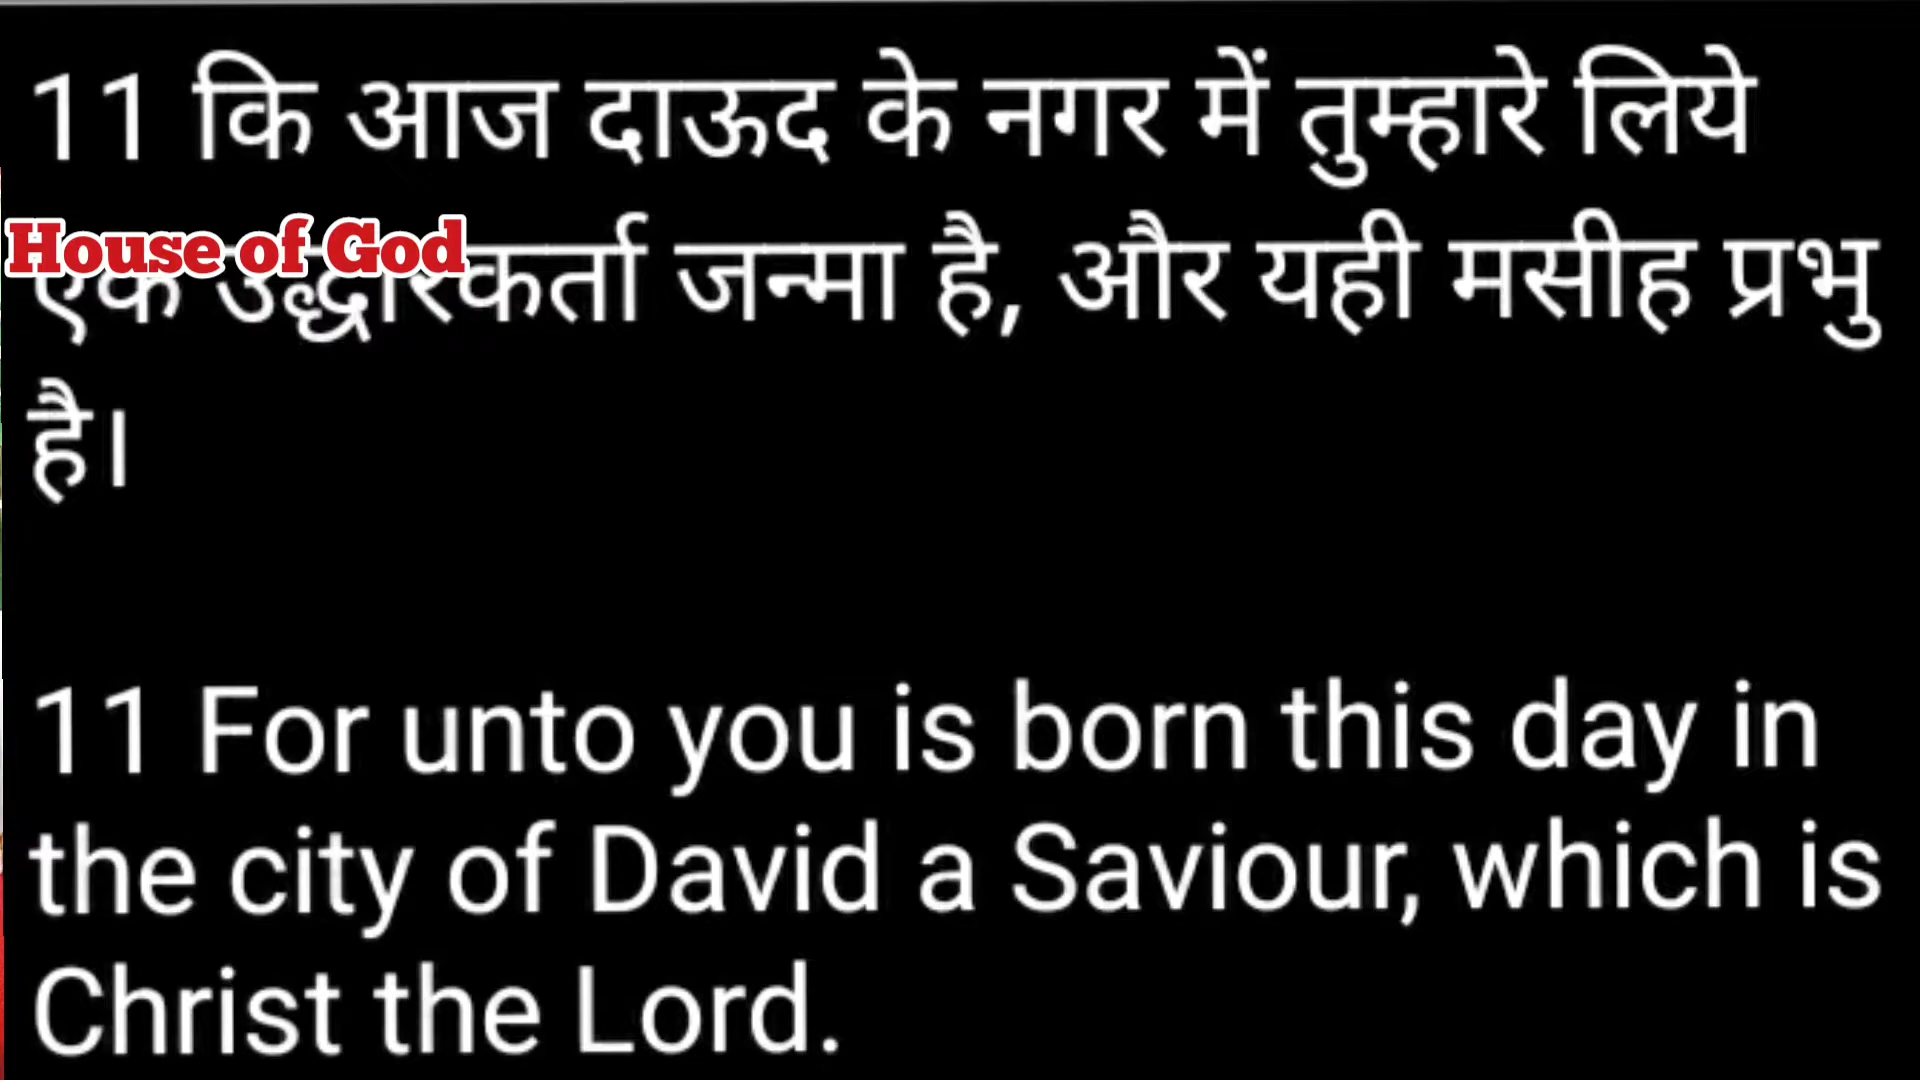 11 कि आज दाऊद के नगर में तुम्हारे लिये
House of God
एक उद्धारकर्ता जन्मा है, और यही मसीह प्रभु
है।
11 For unto you is born this day in
the city of David a Saviour, which is
Christ the Lord.